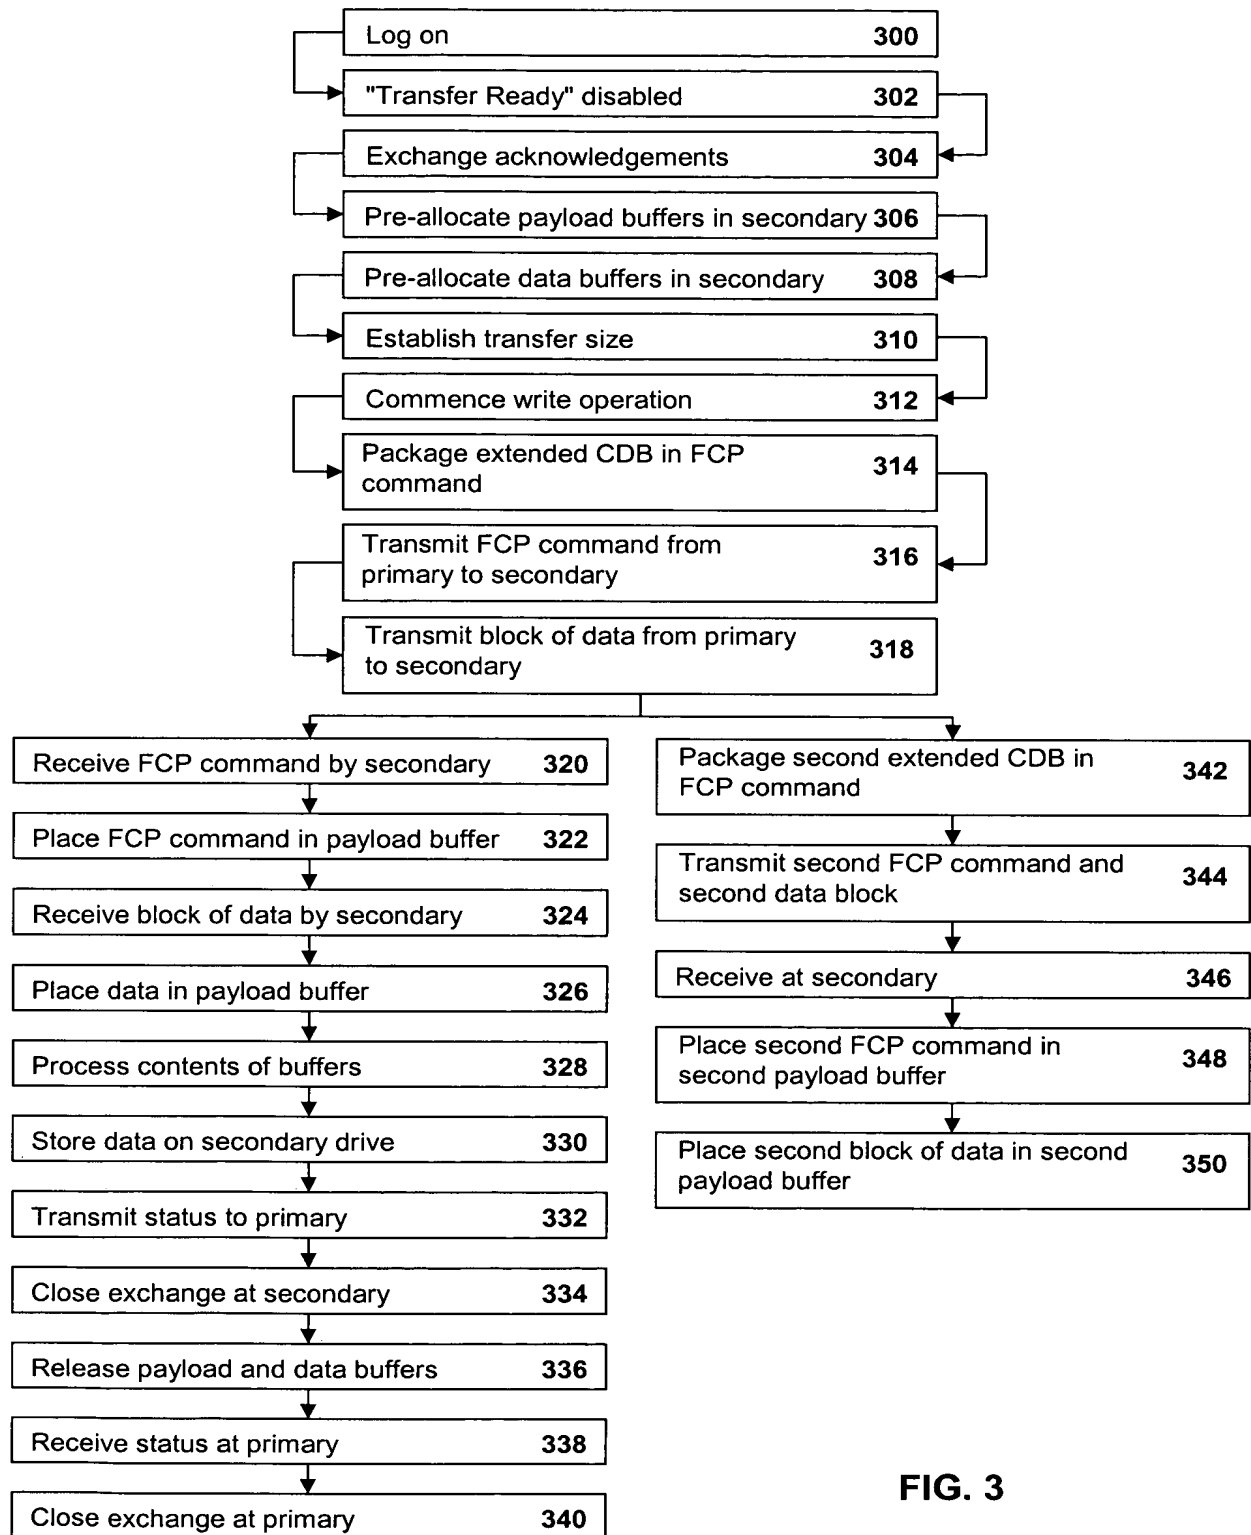 Log on 300
"Transfer Ready" disabled 302
Exchange acknowledgements 304
Pre-allocate payload buffers in secondary 306
Pre-allocate data buffers in secondary 308
Establish transfer size 310
Commence write operation 312
Package extended CDB in FCP
command 314
Transmit FCP command from
primary to secondary 316
Transmit block of data from primary
to secondary 318
Receive FCP command by secondary 320
Place FCP command in payload buffer 322
Receive block of data by secondary 324
Place data in payload buffer 326
Process contents of buffers 328
Store data on secondary drive 330
Transmit status to primary 332
Close exchange at secondary 334
Release payload and data buffers 336
Receive status at primary 338
Close exchange at primary 340
Package second extended CDB in
FCP command 342
Transmit second FCP command and
second data block 344
Receive at secondary 346
Place second FCP command in
second payload buffer 348
Place second block of data in second
payload buffer 350
FIG. 3